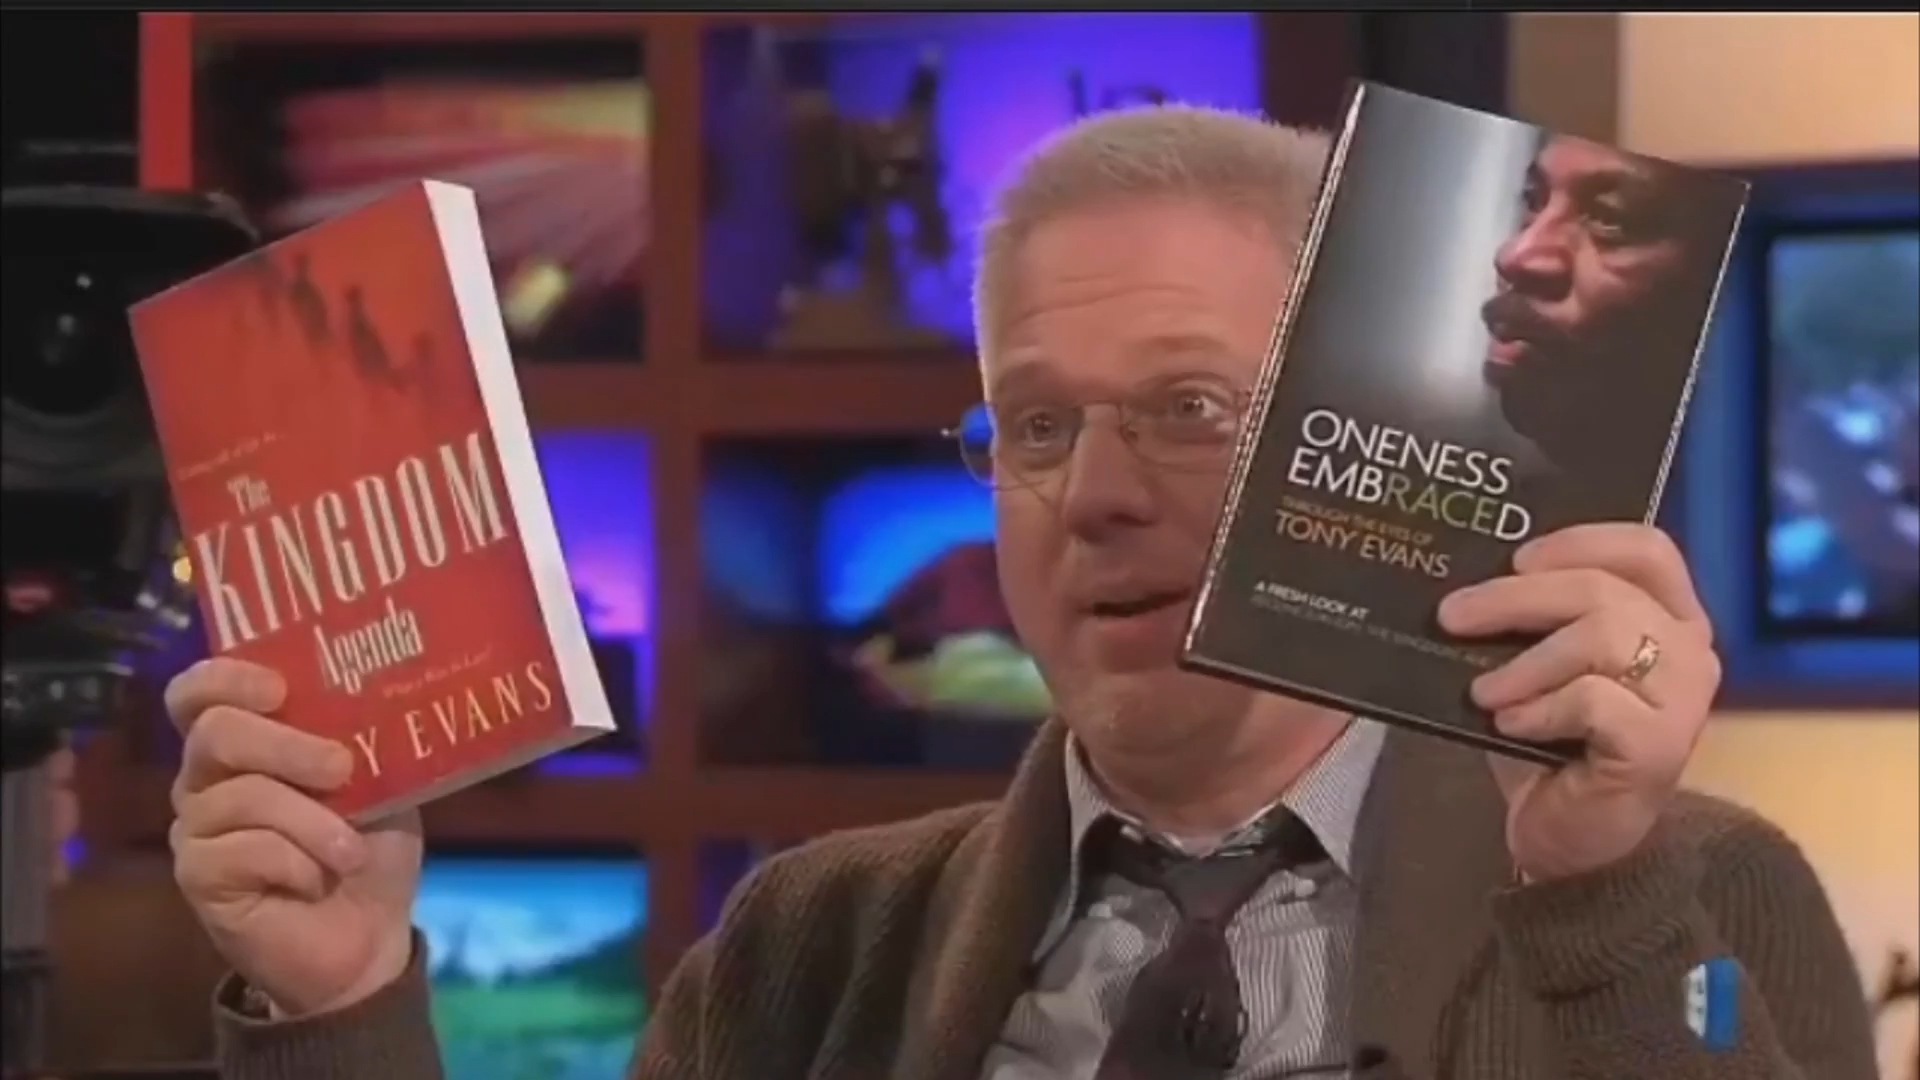 The
KINGDOM
Agenda
EVANS
ONENESS
EMBRACED
THROUGH THE EYES OF
TONY EVANS
A FRESH LOOK AT